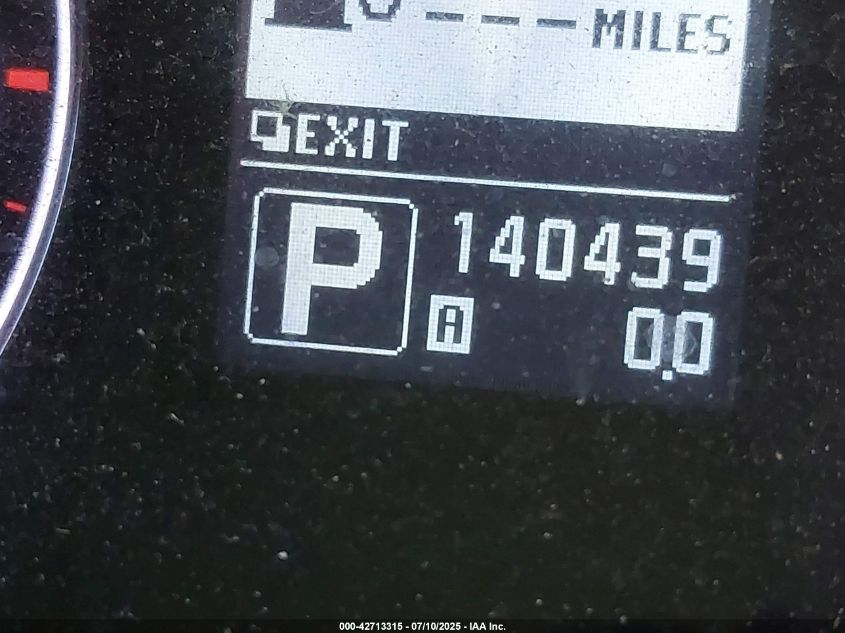 --- MILES
EXIT
P
140439
A
0.0
000-42713315 - 07/10/2025 - IAA Inc.